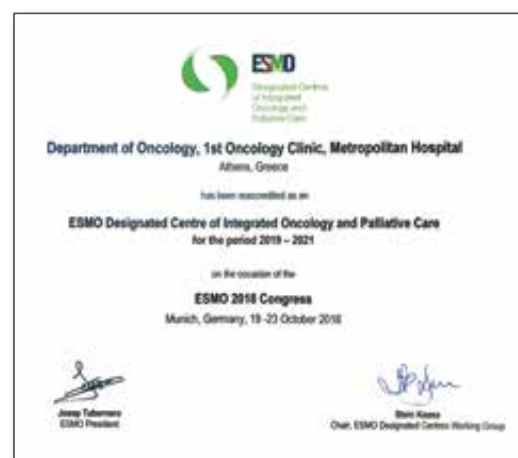 ESMO
Designated Centres
of Integrated
Oncology and
Palliative Care
Department of Oncology, 1st Oncology Clinic, Metropolitan Hospital
Athens, Greece
has been reaccredited as an
ESMO Designated Centre of Integrated Oncology and Palliative Care
for the period 2019 – 2021
on the occasion of the
ESMO 2018 Congress
Munich, Germany, 19 -23 October 2018
Josep Tabernero
ESMO President
Stein Kaasa
Chair, ESMO Designated Centres Working Group